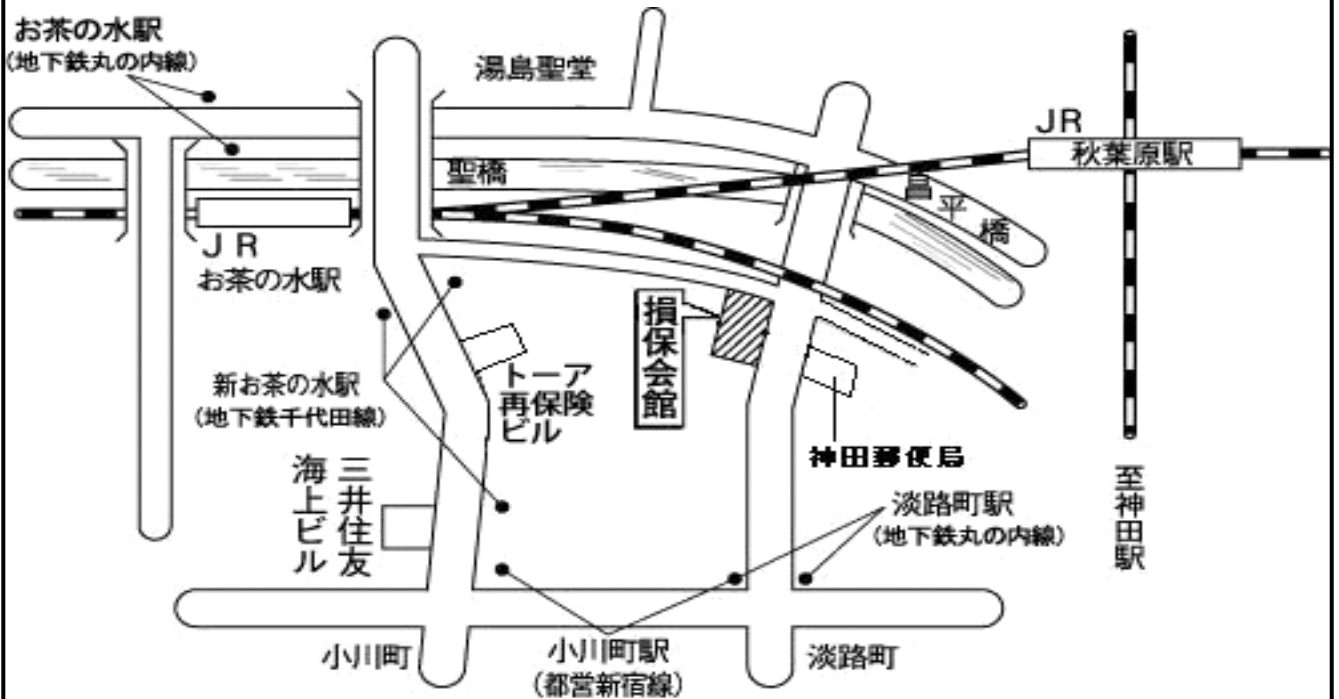 お茶の水駅
(地下鉄丸の内線)
湯島聖堂
JR
秋葉原駅
聖橋
昌平橋
JR
お茶の水駅
損保会館
新お茶の水駅
(地下鉄千代田線)
トーア
再保険
ビル
神田郵便局
三井住友
海上ビル
淡路町駅
(地下鉄丸の内線)
至神田駅
小川町
小川町駅
(都営新宿線)
淡路町